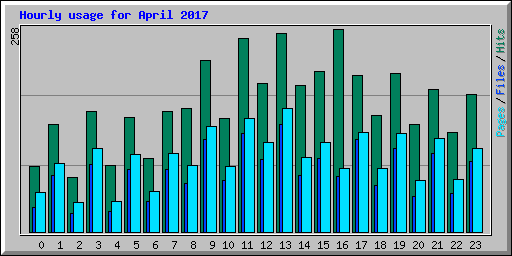 Hourly usage for April 2017
258
Pages / Files / Hits
0 1 2 3 4 5 6 7 8 9 10 11 12 13 14 15 16 17 18 19 20 21 22 23